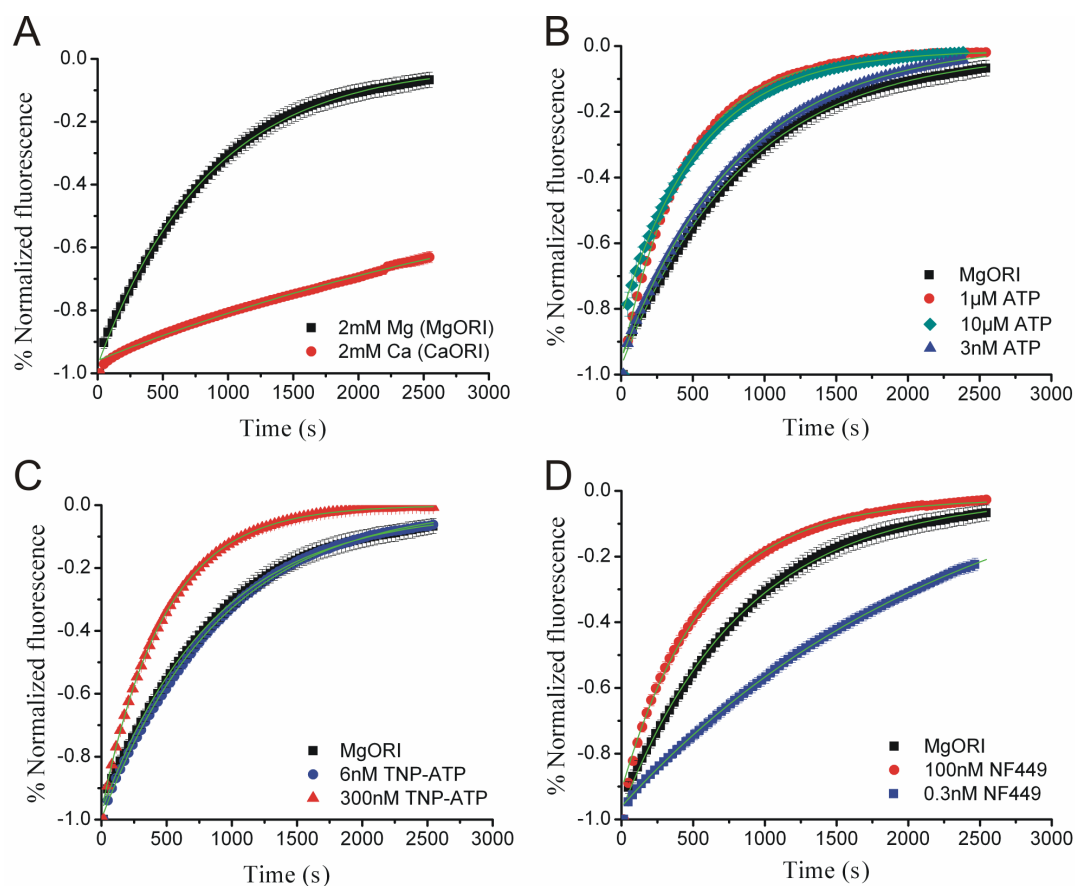 A
% Normalized fluorescence
0.0
-0.2
-0.4
-0.6
-0.8
-1.0
2mM Mg (MgORI)
2mM Ca (CaORI)
0 500 1000 1500 2000 2500 3000
Time (s)
B
% Normalized fluorescence
0.0
-0.2
-0.4
-0.6
-0.8
-1.0
MgORI
1µM ATP
10µM ATP
3nM ATP
0 500 1000 1500 2000 2500 3000
Time (s)
C
% Normalized fluorescence
0.0
-0.2
-0.4
-0.6
-0.8
-1.0
MgORI
6nM TNP-ATP
300nM TNP-ATP
0 500 1000 1500 2000 2500 3000
Time (s)
D
% Normalized fluorescence
0.0
-0.2
-0.4
-0.6
-0.8
-1.0
MgORI
100nM NF449
0.3nM NF449
0 500 1000 1500 2000 2500 3000
Time (s)